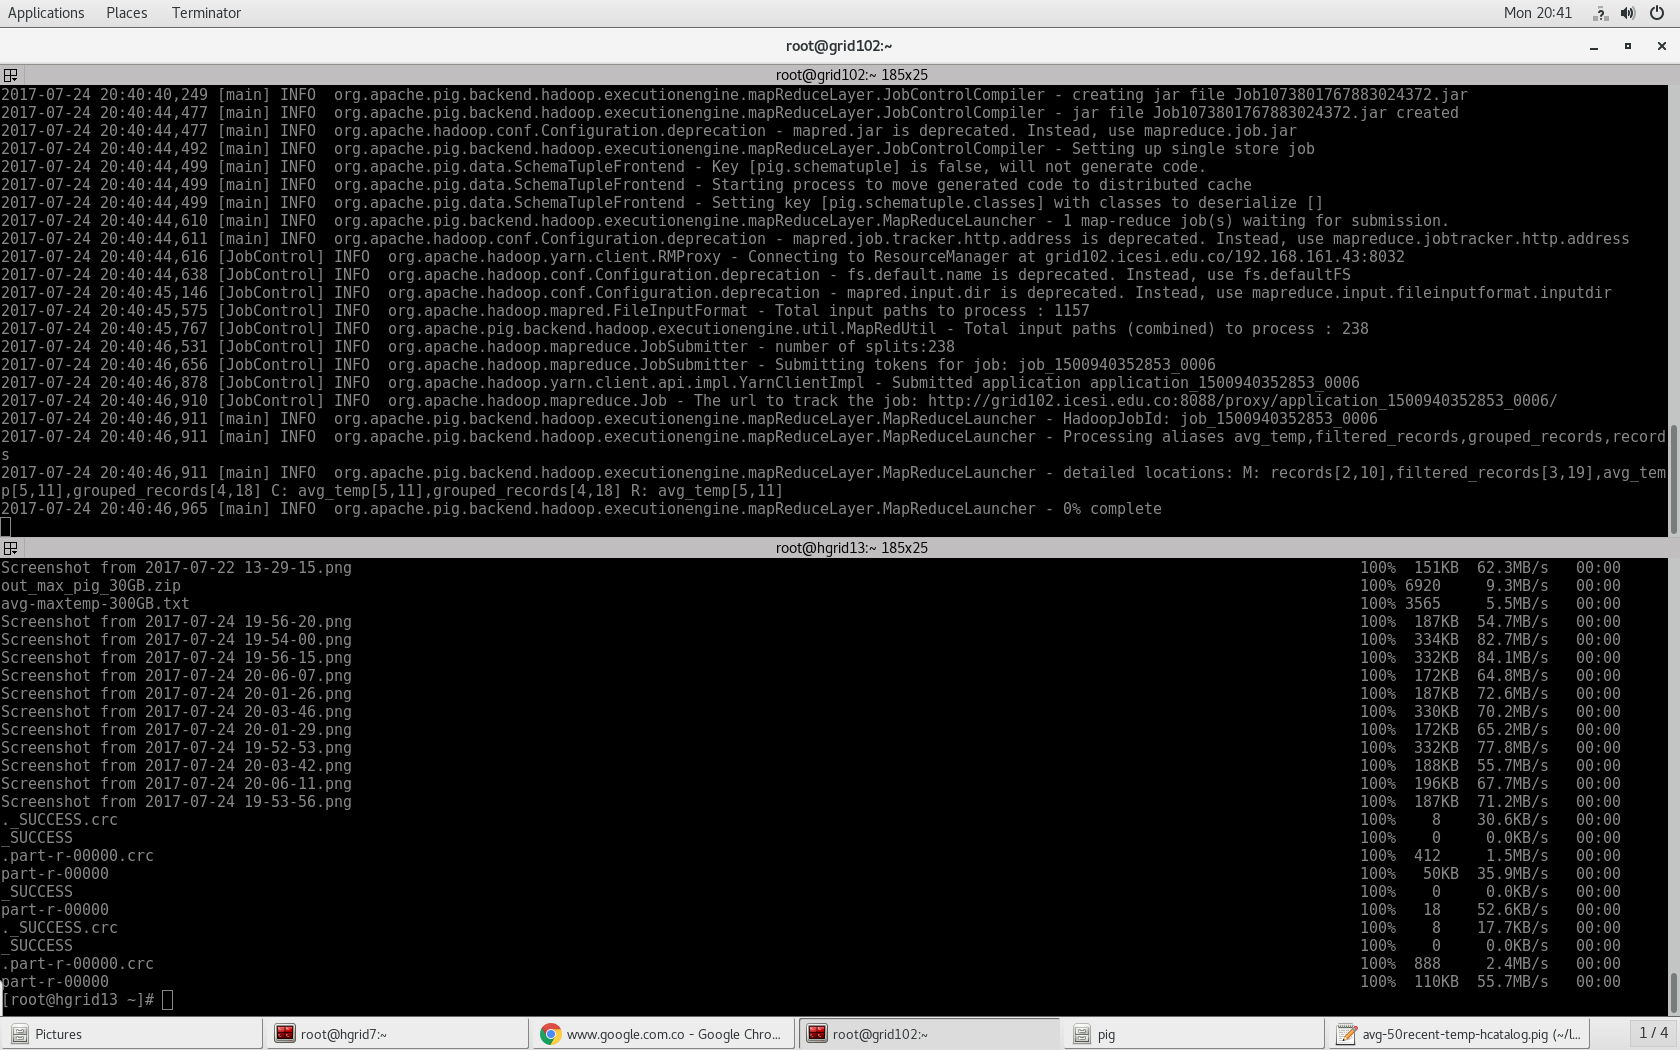 Applications Places Terminator Mon 20:41
root@grid102:~
root@grid102:~ 185x25
2017-07-24 20:40:40,249 [main] INFO  org.apache.pig.backend.hadoop.executionengine.mapReduceLayer.JobControlCompiler - creating jar file Job1073801767883024372.jar
2017-07-24 20:40:44,477 [main] INFO  org.apache.pig.backend.hadoop.executionengine.mapReduceLayer.JobControlCompiler - jar file Job1073801767883024372.jar created
2017-07-24 20:40:44,477 [main] INFO  org.apache.hadoop.conf.Configuration.deprecation - mapred.jar is deprecated. Instead, use mapreduce.job.jar
2017-07-24 20:40:44,492 [main] INFO  org.apache.pig.backend.hadoop.executionengine.mapReduceLayer.JobControlCompiler - Setting up single store job
2017-07-24 20:40:44,499 [main] INFO  org.apache.pig.data.SchemaTupleFrontend - Key [pig.schematuple] is false, will not generate code.
2017-07-24 20:40:44,499 [main] INFO  org.apache.pig.data.SchemaTupleFrontend - Starting process to move generated code to distributed cache
2017-07-24 20:40:44,499 [main] INFO  org.apache.pig.data.SchemaTupleFrontend - Setting key [pig.schematuple.classes] with classes to deserialize []
2017-07-24 20:40:44,610 [main] INFO  org.apache.pig.backend.hadoop.executionengine.mapReduceLayer.MapReduceLauncher - 1 map-reduce job(s) waiting for submission.
2017-07-24 20:40:44,611 [main] INFO  org.apache.hadoop.conf.Configuration.deprecation - mapred.job.tracker.http.address is deprecated. Instead, use mapreduce.jobtracker.http.address
2017-07-24 20:40:44,616 [JobControl] INFO  org.apache.hadoop.yarn.client.RMProxy - Connecting to ResourceManager at grid102.icesi.edu.co/192.168.161.43:8032
2017-07-24 20:40:44,638 [JobControl] INFO  org.apache.hadoop.conf.Configuration.deprecation - fs.default.name is deprecated. Instead, use fs.defaultFS
2017-07-24 20:40:45,146 [JobControl] INFO  org.apache.hadoop.conf.Configuration.deprecation - mapred.input.dir is deprecated. Instead, use mapreduce.input.fileinputformat.inputdir
2017-07-24 20:40:45,575 [JobControl] INFO  org.apache.hadoop.mapred.FileInputFormat - Total input paths to process : 1157
2017-07-24 20:40:45,767 [JobControl] INFO  org.apache.pig.backend.hadoop.executionengine.util.MapRedUtil - Total input paths (combined) to process : 238
2017-07-24 20:40:46,531 [JobControl] INFO  org.apache.hadoop.mapreduce.JobSubmitter - number of splits:238
2017-07-24 20:40:46,656 [JobControl] INFO  org.apache.hadoop.mapreduce.JobSubmitter - Submitting tokens for job: job_1500940352853_0006
2017-07-24 20:40:46,878 [JobControl] INFO  org.apache.hadoop.yarn.client.api.impl.YarnClientImpl - Submitted application application_1500940352853_0006
2017-07-24 20:40:46,910 [JobControl] INFO  org.apache.hadoop.mapreduce.Job - The url to track the job: http://grid102.icesi.edu.co:8088/proxy/application_1500940352853_0006/
2017-07-24 20:40:46,911 [main] INFO  org.apache.pig.backend.hadoop.executionengine.mapReduceLayer.MapReduceLauncher - HadoopJobId: job_1500940352853_0006
2017-07-24 20:40:46,911 [main] INFO  org.apache.pig.backend.hadoop.executionengine.mapReduceLayer.MapReduceLauncher - Processing aliases avg_temp,filtered_records,grouped_records,record
s
2017-07-24 20:40:46,911 [main] INFO  org.apache.pig.backend.hadoop.executionengine.mapReduceLayer.MapReduceLauncher - detailed locations: M: records[2,10],filtered_records[3,19],avg_tem
p[5,11],grouped_records[4,18] C: avg_temp[5,11],grouped_records[4,18] R: avg_temp[5,11]
2017-07-24 20:40:46,965 [main] INFO  org.apache.pig.backend.hadoop.executionengine.mapReduceLayer.MapReduceLauncher - 0% complete
root@hgrid13:~ 185x25
Screenshot from 2017-07-22 13-29-15.png 100% 151KB 62.3MB/s 00:00
out_max_pig_30GB.zip 100% 6920 9.3MB/s 00:00
avg-maxtemp-300GB.txt 100% 3565 5.5MB/s 00:00
Screenshot from 2017-07-24 19-56-20.png 100% 187KB 54.7MB/s 00:00
Screenshot from 2017-07-24 19-54-00.png 100% 334KB 82.7MB/s 00:00
Screenshot from 2017-07-24 19-56-15.png 100% 332KB 84.1MB/s 00:00
Screenshot from 2017-07-24 20-06-07.png 100% 172KB 64.8MB/s 00:00
Screenshot from 2017-07-24 20-01-26.png 100% 187KB 72.6MB/s 00:00
Screenshot from 2017-07-24 20-03-46.png 100% 330KB 70.2MB/s 00:00
Screenshot from 2017-07-24 20-01-29.png 100% 172KB 65.2MB/s 00:00
Screenshot from 2017-07-24 19-52-53.png 100% 332KB 77.8MB/s 00:00
Screenshot from 2017-07-24 20-03-42.png 100% 188KB 55.7MB/s 00:00
Screenshot from 2017-07-24 20-06-11.png 100% 196KB 67.7MB/s 00:00
Screenshot from 2017-07-24 19-53-56.png 100% 187KB 71.2MB/s 00:00
._SUCCESS.crc 100% 8 30.6KB/s 00:00
_SUCCESS 100% 0 0.0KB/s 00:00
.part-r-00000.crc 100% 412 1.5MB/s 00:00
part-r-00000 100% 50KB 35.9MB/s 00:00
_SUCCESS 100% 0 0.0KB/s 00:00
part-r-00000 100% 18 52.6KB/s 00:00
._SUCCESS.crc 100% 8 17.7KB/s 00:00
_SUCCESS 100% 0 0.0KB/s 00:00
.part-r-00000.crc 100% 888 2.4MB/s 00:00
part-r-00000 100% 110KB 55.7MB/s 00:00
[root@hgrid13 ~]#
Pictures root@hgrid7:~ www.google.com.co - Google Chro... root@grid102:~ pig avg-50recent-temp-hcatalog.pig (~/l... 1 / 4